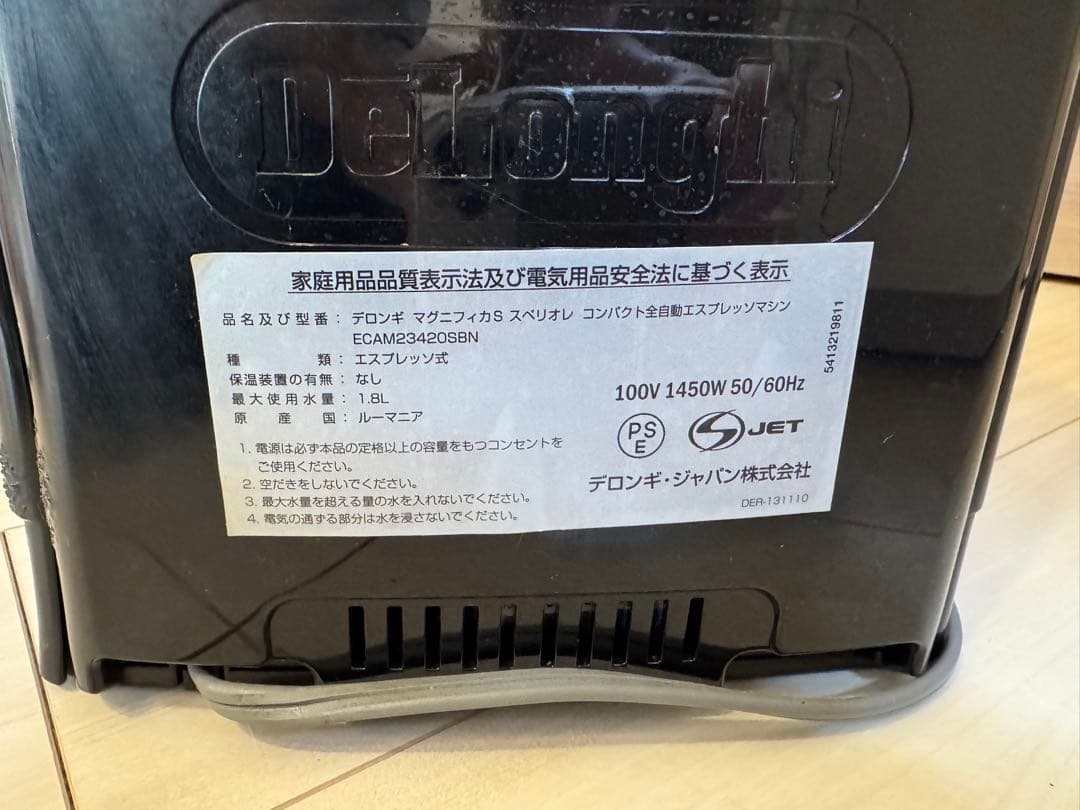 DeLonghi
家庭用品品質表示法及び電気用品安全法に基づく表示
品名及び型番：デロンギ マグニフィカS スペリオレ コンパクト全自動エスプレッソマシン
ECAM23420SBN
種　　　類：エスプレッソ式
保温装置の有無：なし
最大使用水量：1.8L
原　産　国：ルーマニア
1. 電源は必ず本品の定格以上の容量をもつコンセントを
ご使用ください。
2. 空だきをしないでください。
3. 最大水量を超える量の水を入れないでください。
4. 電気の通ずる部分は水を浸さないでください。
100V 1450W 50/60Hz
PS
E
JET
デロンギ・ジャパン株式会社
DER-131110
5413219811